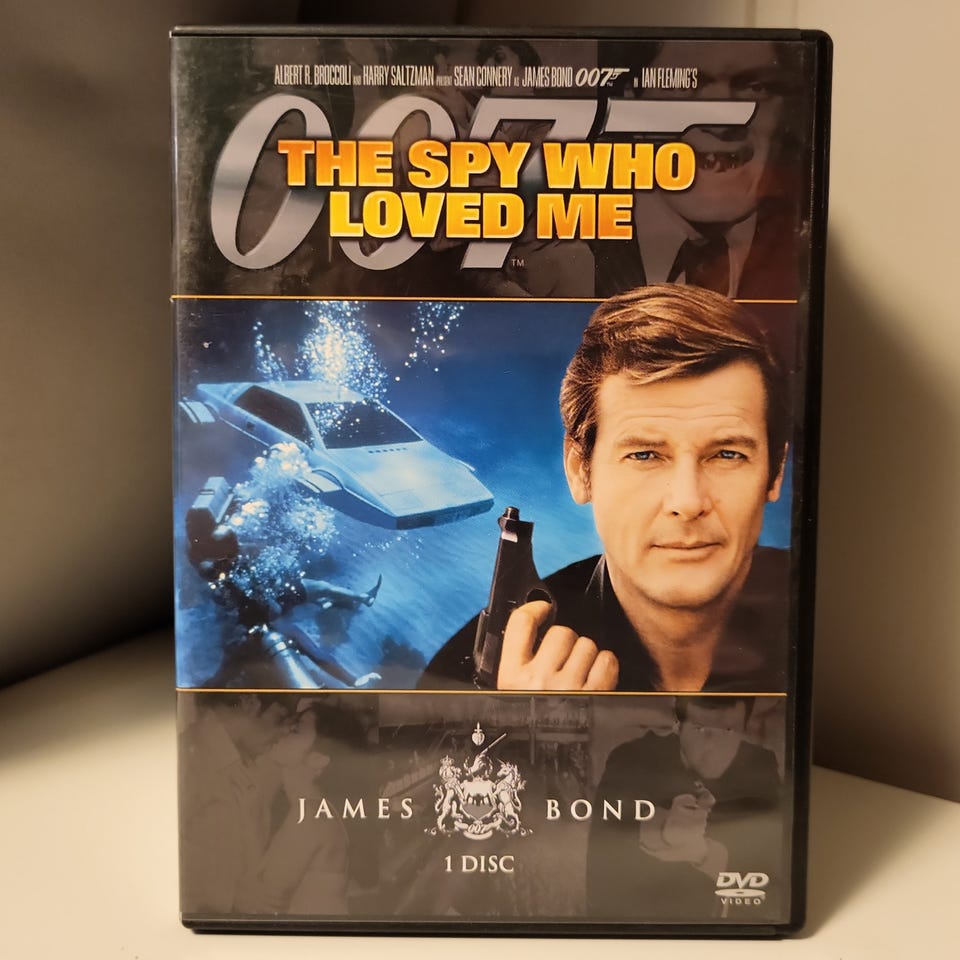 ALBERT R. BROCCOLI AND HARRY SALTZMAN PRESENT SEAN CONNERY AS JAMES BOND 007 IN IAN FLEMING'S
007
THE SPY WHO
LOVED ME
TM
JAMES BOND
007
1 DISC
DVD
VIDEO